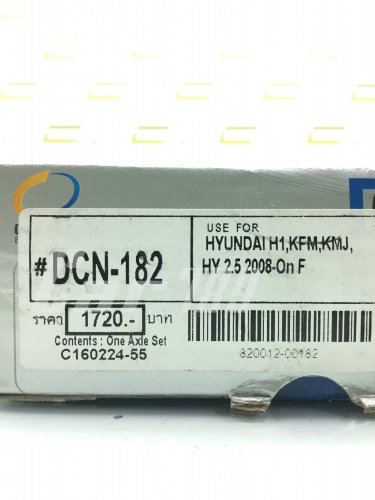 #DCN-182
USE FOR
HYUNDAI H1,KFM,KMJ,
HY 2.5 2008-On F
ราคา 1720.- บาท
Contents : One Axle Set
C160224-55
820012-00182